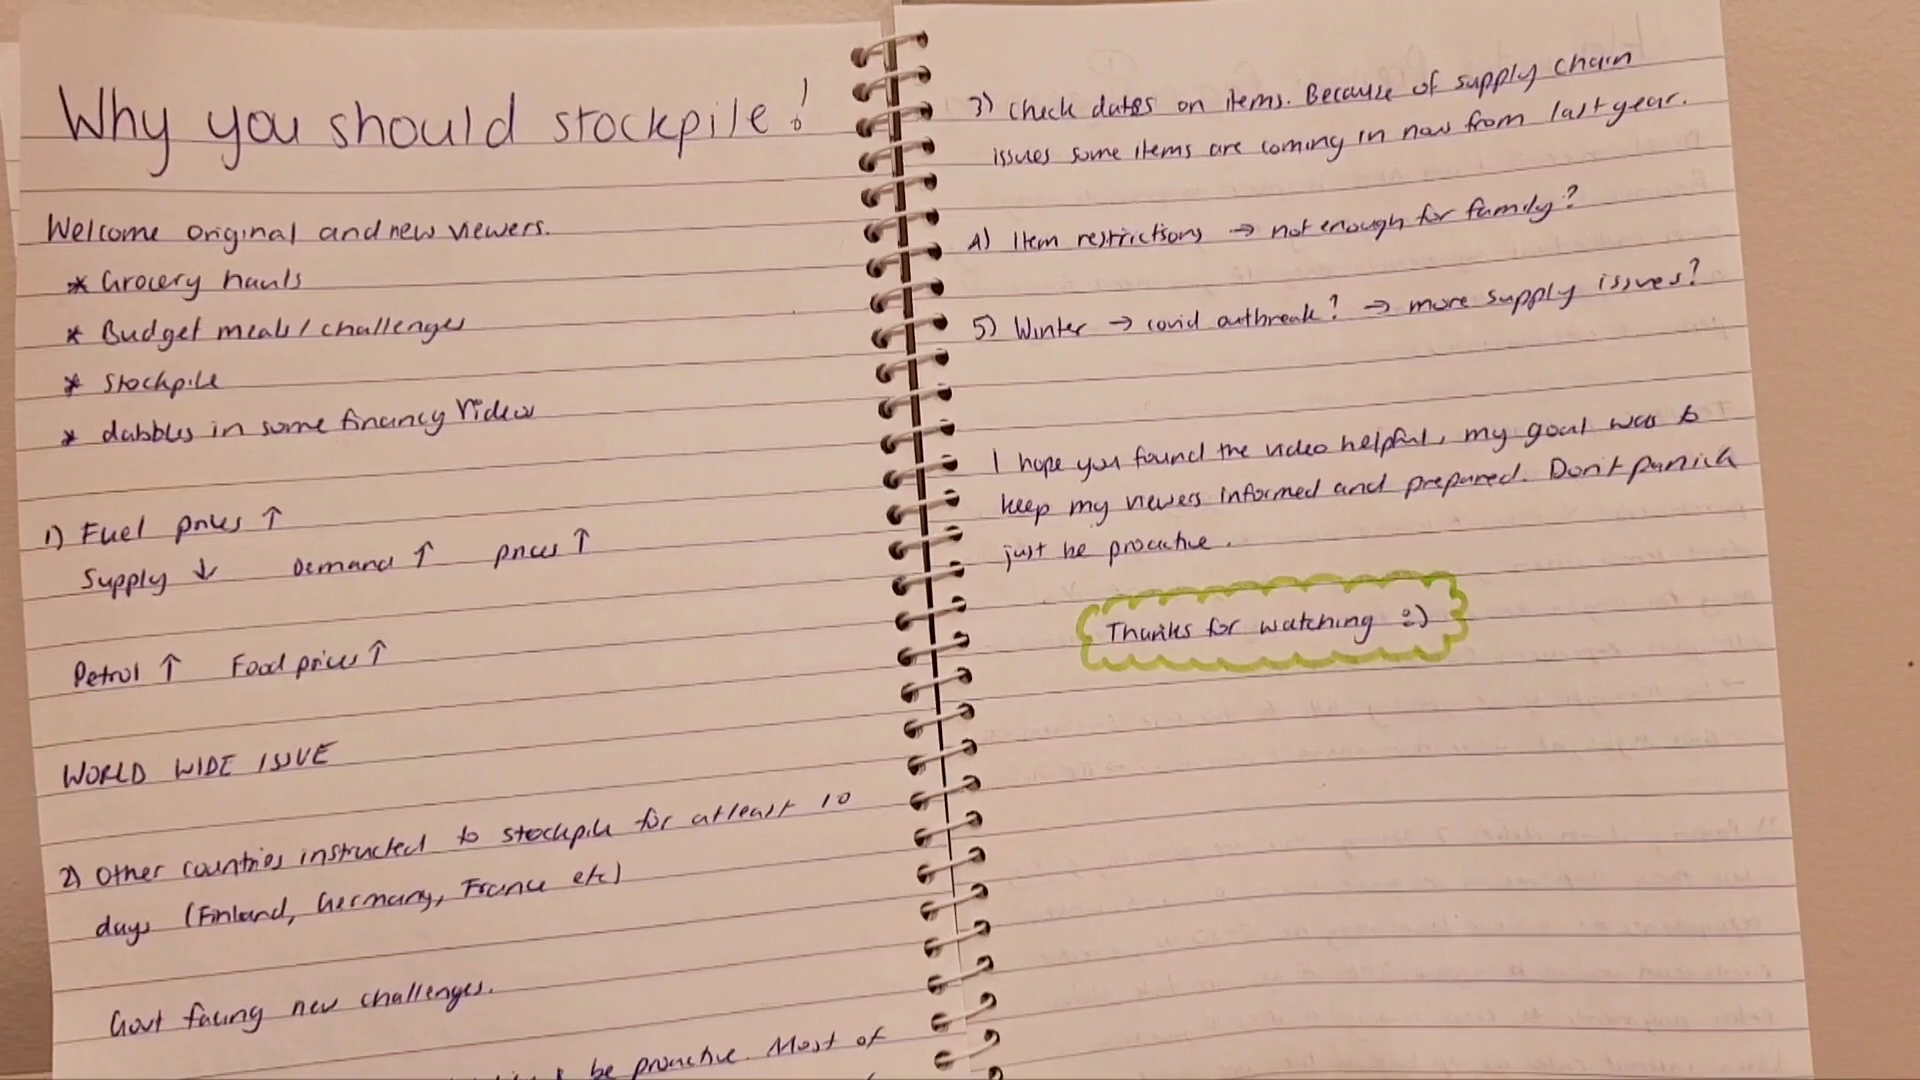 Why you should stockpile!
Welcome original and new viewers.
* Grocery hauls
* Budget meals/challenges
* Stockpile
* dabbles in some financy Video
1) Fuel prices ↑
Supply ↓ Demand ↑ prices ↑
Petrol ↑ Food prices ↑
WORLD WIDE ISSUE
2) Other countries instructed to stockpile for atleast 10
days (Finland, Germany, France etc)
Govt facing new challenges.
be proactive. Most of
3) Check dates on items. Because of supply chain
issues some items are coming in now from last year.
4) Item restrictions → not enough for family?
5) Winter → covid outbreak? → more supply issues?
I hope you found the video helpful, my goal was to
keep my viewers informed and prepared. Don't panick
just be proactive.
Thanks for watching :)